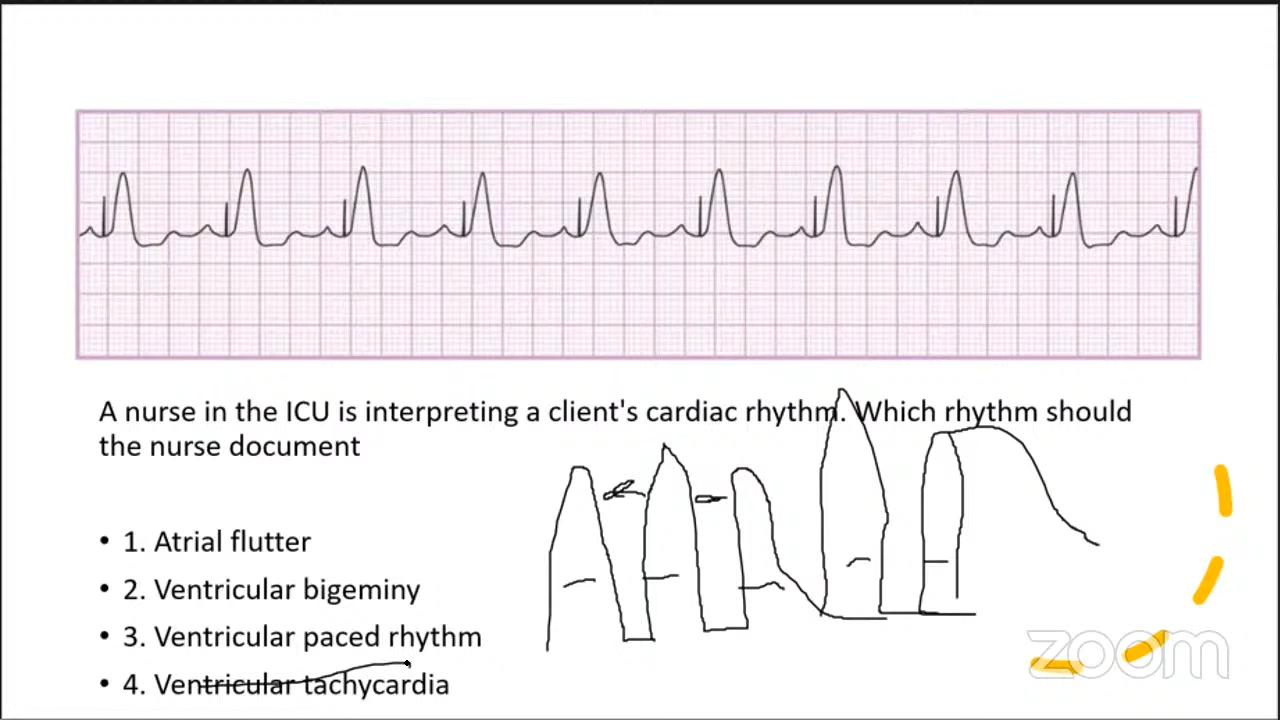 A nurse in the ICU is interpreting a client's cardiac rhythm. Which rhythm should
the nurse document
• 1. Atrial flutter
• 2. Ventricular bigeminy
• 3. Ventricular paced rhythm
• 4. Ventricular tachycardia
zoom